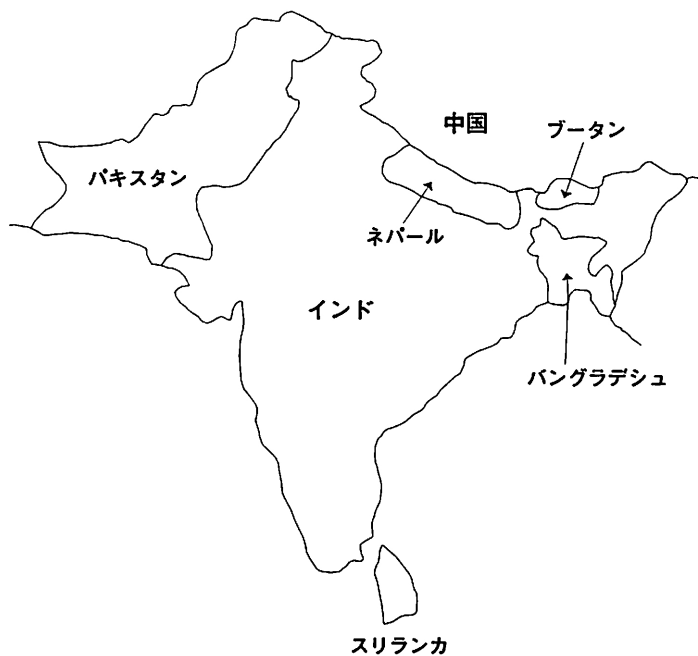 中国
ブータン
パキスタン
ネパール
インド
バングラデシュ
スリランカ